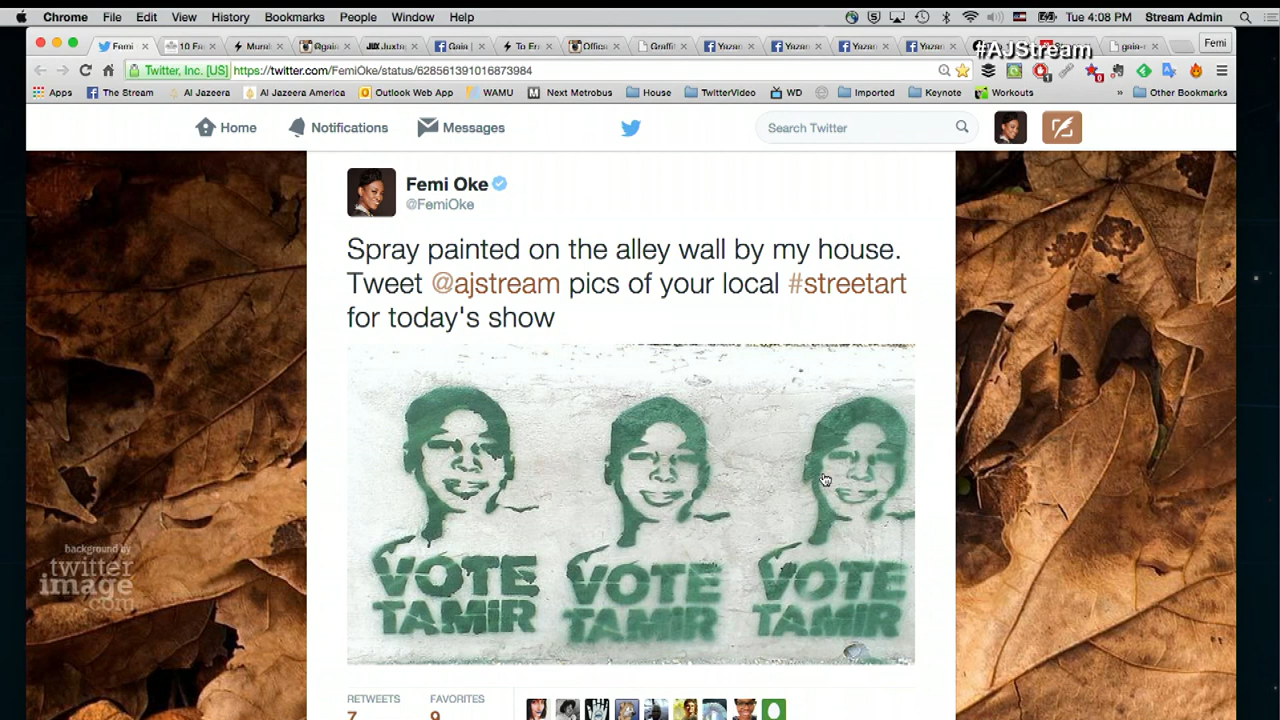 Chrome File Edit View History Bookmarks People Window Help Tue 4:08 PM Stream Admin
Femi
#AJStream
Twitter, Inc. [US] https://twitter.com/FemiOke/status/628561391016873984
Apps The Stream Al Jazeera Al Jazeera America Outlook Web App WAMU Next Metrobus House TwitterVideo WD Imported Keynote Workouts » Other Bookmarks
Home Notifications Messages Search Twitter
Femi Oke
@FemiOke
Spray painted on the alley wall by my house.
Tweet @ajstream pics of your local #streetart
for today's show
VOTE TAMIR
VOTE TAMIR
VOTE TAMIR
background by
twitter
image
.com
RETWEETS FAVORITES
7 9